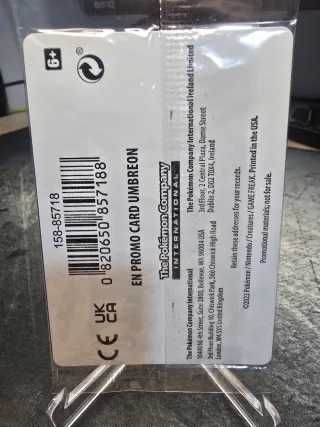 6+
158-85718
0 820650 857188
UK
CA
CE
EN PROMO CARD UMBREON
The Pokémon Company
INTERNATIONAL
The Pokémon Company International
10400 NE 4th Street, Suite 2800, Bellevue, WA 98004 USA
3rd Floor Building 10, Chiswick Park, 566 Chiswick High Road
London, W4 5XS United Kingdom
The Pokémon Company International Ireland Limited
3rd Floor, 2 Central Plaza, Dame Street
Dublin 2, D02 T0X4, Ireland
Retain these addresses for your records.
©2023 Pokémon / Nintendo / Creatures / GAME FREAK. Printed in the USA.
Promotional materials; not for sale.